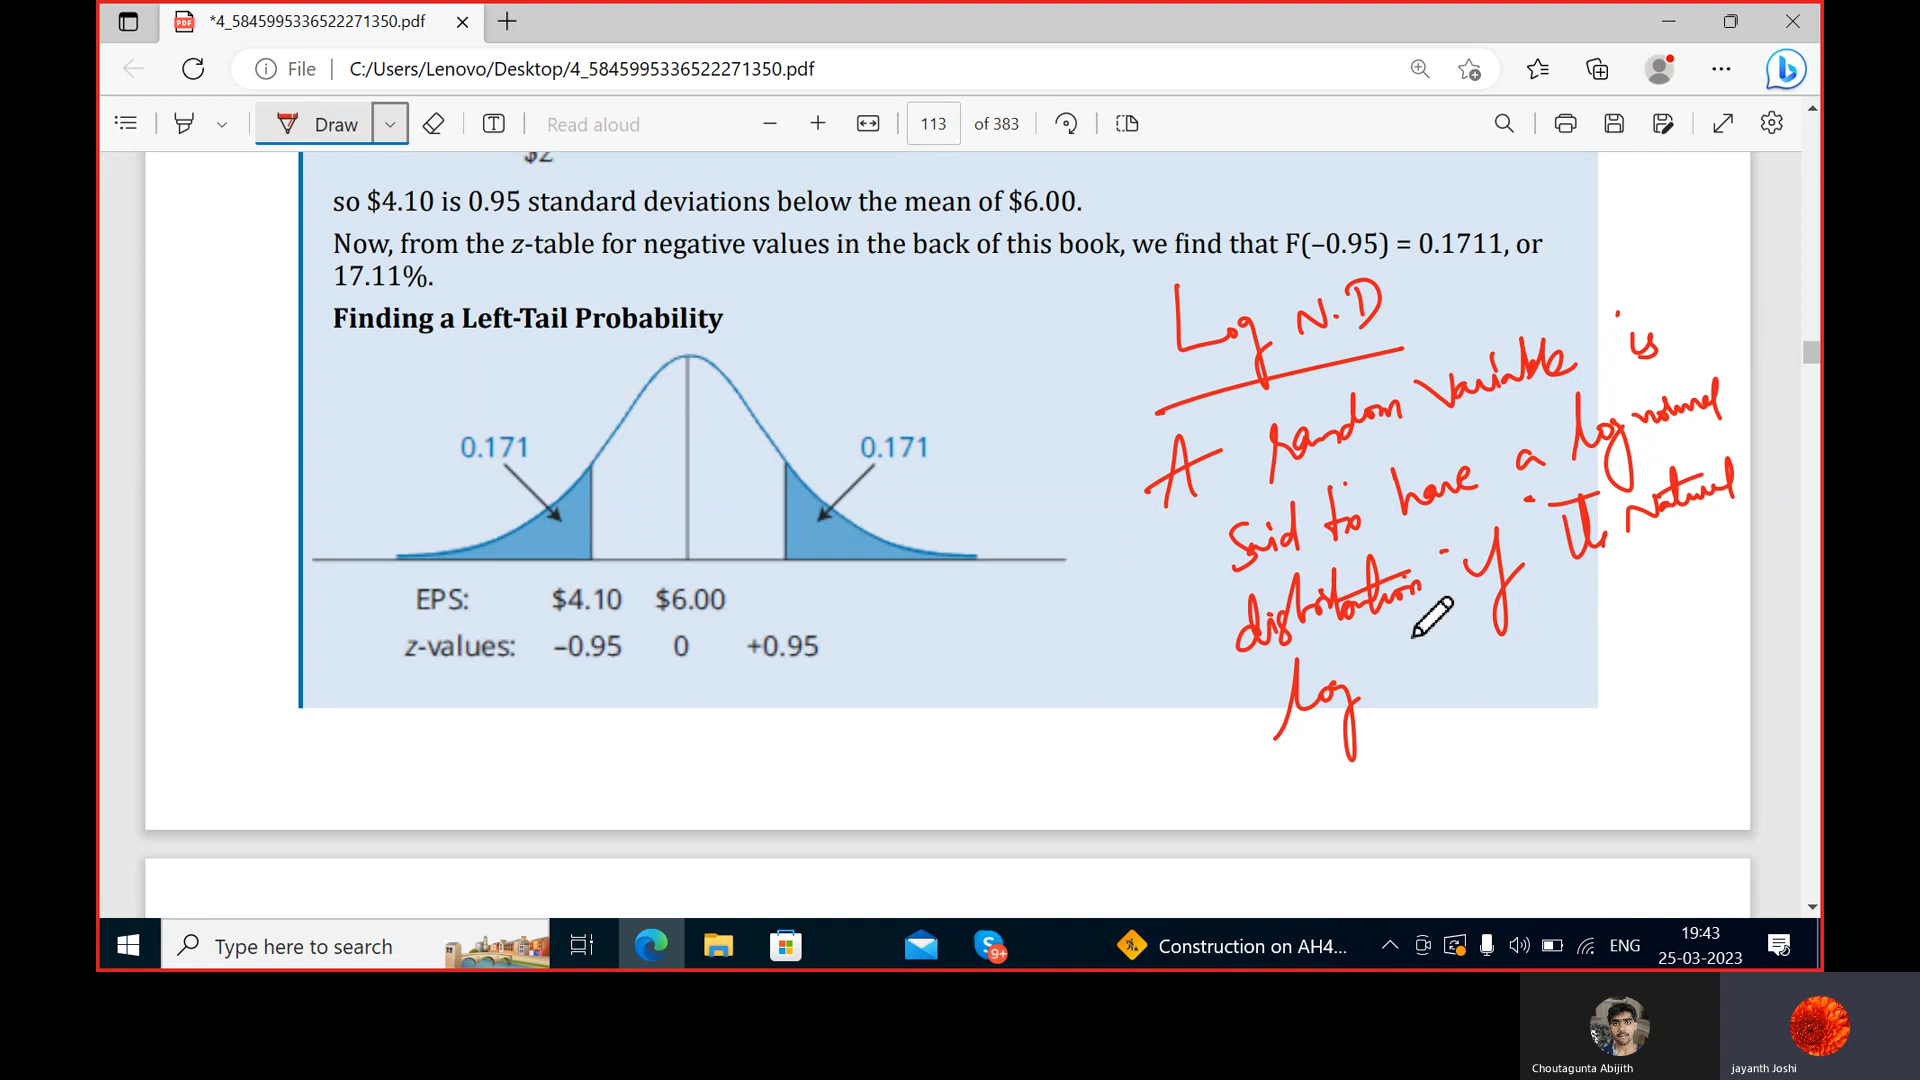 *4_5845995336522271350.pdf
File
C:/Users/Lenovo/Desktop/4_5845995336522271350.pdf
Draw
Read aloud
113
of 383
$2
so $4.10 is 0.95 standard deviations below the mean of $6.00.
Now, from the z-table for negative values in the back of this book, we find that F(–0.95) = 0.1711, or
17.11%.
Finding a Left-Tail Probability
0.171
0.171
EPS: $4.10 $6.00
z-values: –0.95 0 +0.95
Log N.D
A random variable is
said to have a log normal
distribution if the Natural
log
Type here to search
Construction on AH4...
9+
ENG
19:43
25-03-2023
Choutagunta Abijith
jayanth Joshi